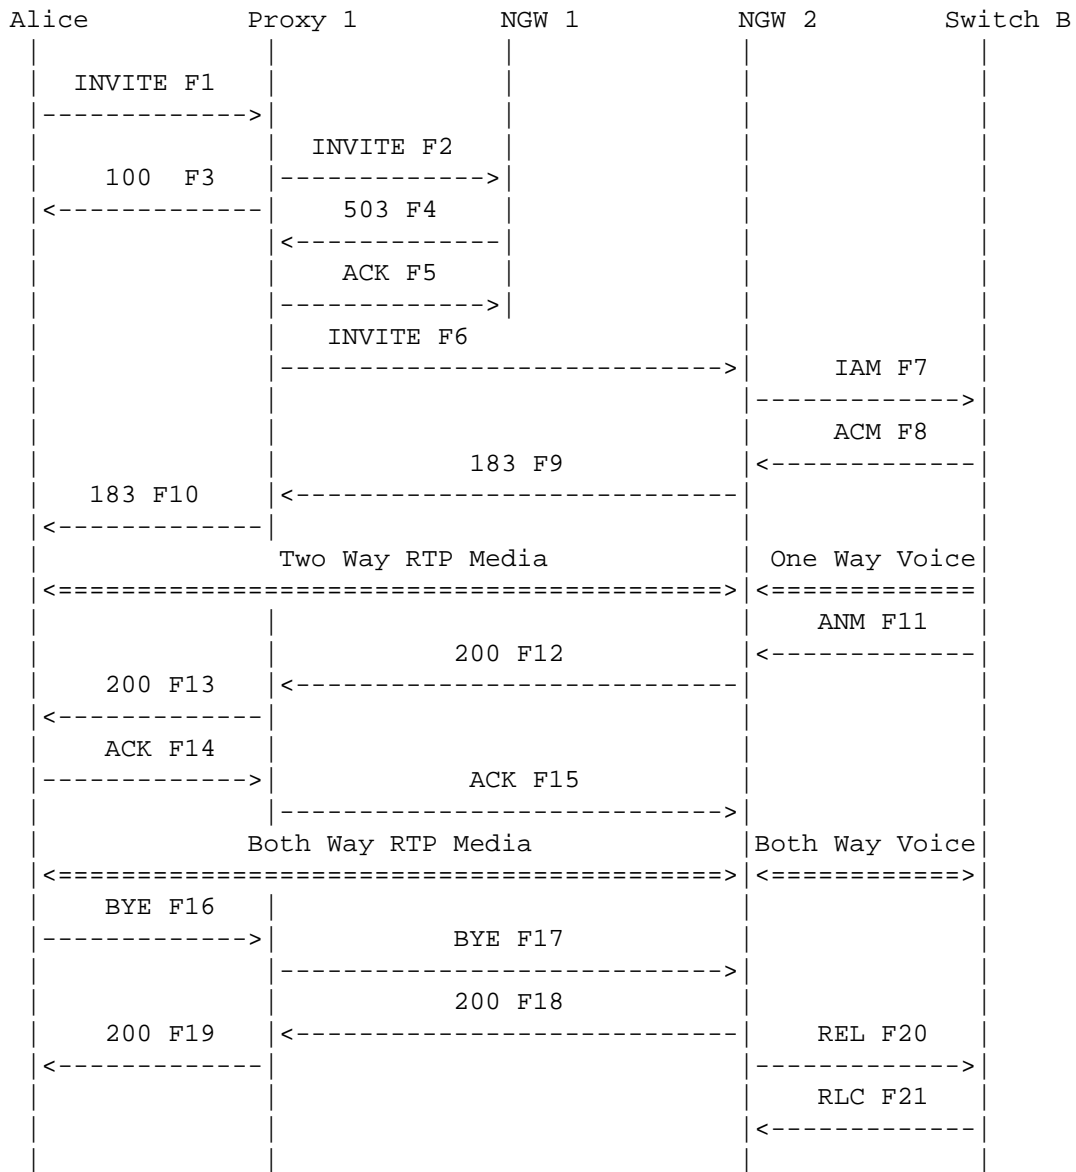 Alice Proxy 1 NGW 1 NGW 2 Switch B
INVITE F1
INVITE F2
100 F3
503 F4
ACK F5
INVITE F6
IAM F7
ACM F8
183 F9
183 F10
Two Way RTP Media One Way Voice
ANM F11
200 F12
200 F13
ACK F14
ACK F15
Both Way RTP Media Both Way Voice
BYE F16
BYE F17
200 F18
200 F19 REL F20
RLC F21